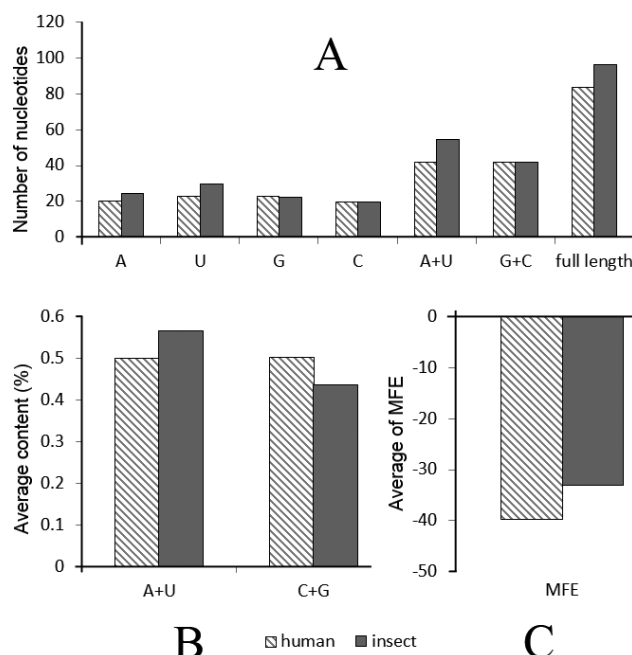 A
Number of nucleotides
120
100
80
60
40
20
0
A U G C A+U G+C full length
Average content (%)
0.6
0.5
0.4
0.3
0.2
0.1
0
A+U C+G
B
Average of MFE
0
-10
-20
-30
-40
-50
MFE
C
human insect